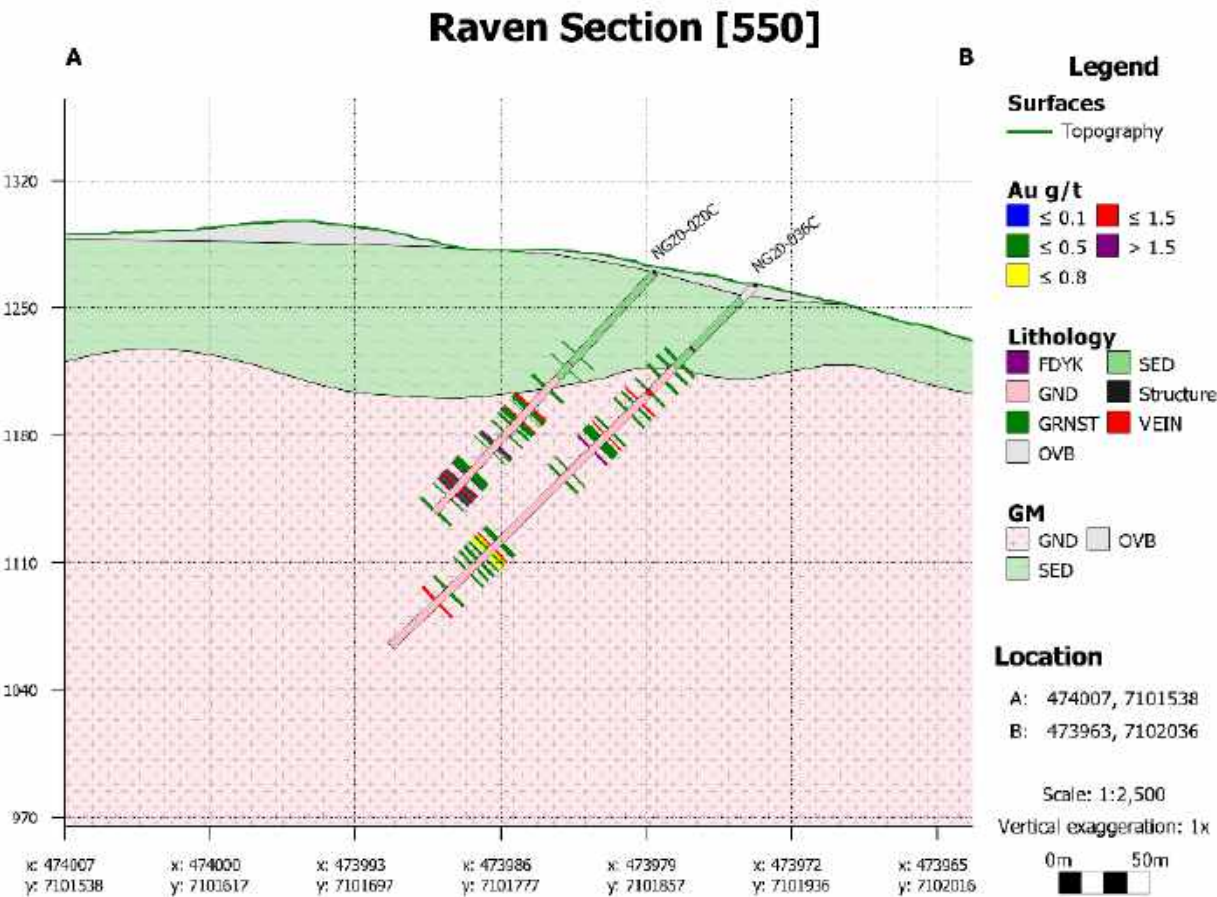 Raven Section [550]
A
B
1320
1250
1180
1110
1040
970
NG20-020C
NG20-036C
x: 474007
y: 7101538
x: 474000
y: 7101617
x: 473993
y: 7101697
x: 473986
y: 7101777
x: 473979
y: 7101857
x: 473972
y: 7101936
x: 473965
y: 7102016
Legend
Surfaces
Topography
Au g/t
≤ 0.1
≤ 1.5
≤ 0.5
> 1.5
≤ 0.8
Lithology
FDYK
SED
GND
Structure
GRNST
VEIN
OVB
GM
GND
OVB
SED
Location
A: 474007, 7101538
B: 473963, 7102036
Scale: 1:2,500
Vertical exaggeration: 1x
0m
50m